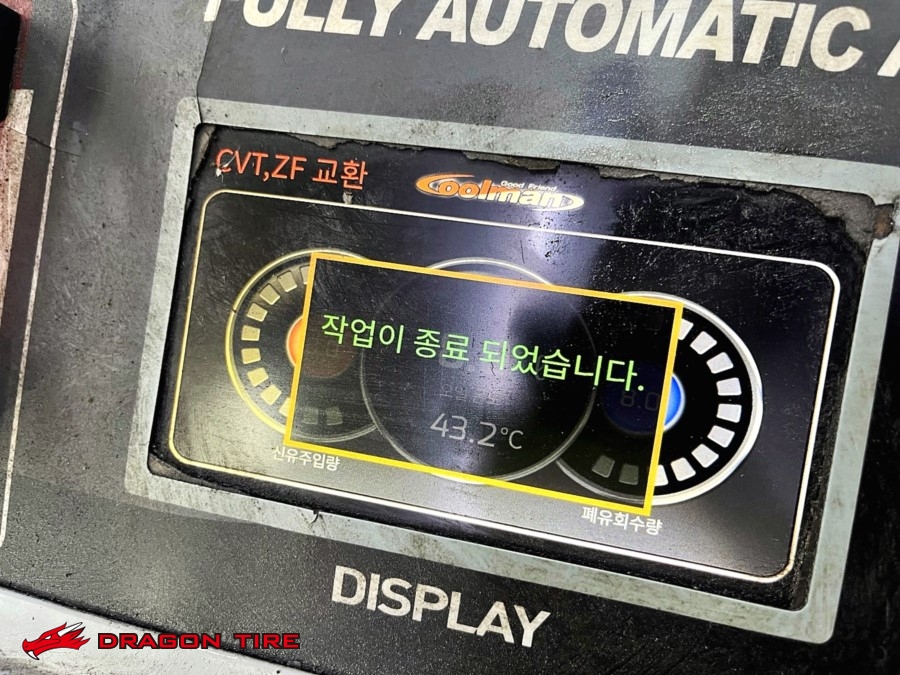 FULLY AUTOMATIC
CVT,ZF 교환
Good Friend
Coolman
작업이 종료 되었습니다.
43.2℃
신유주입량
폐유회수량
DISPLAY
DRAGON TIRE